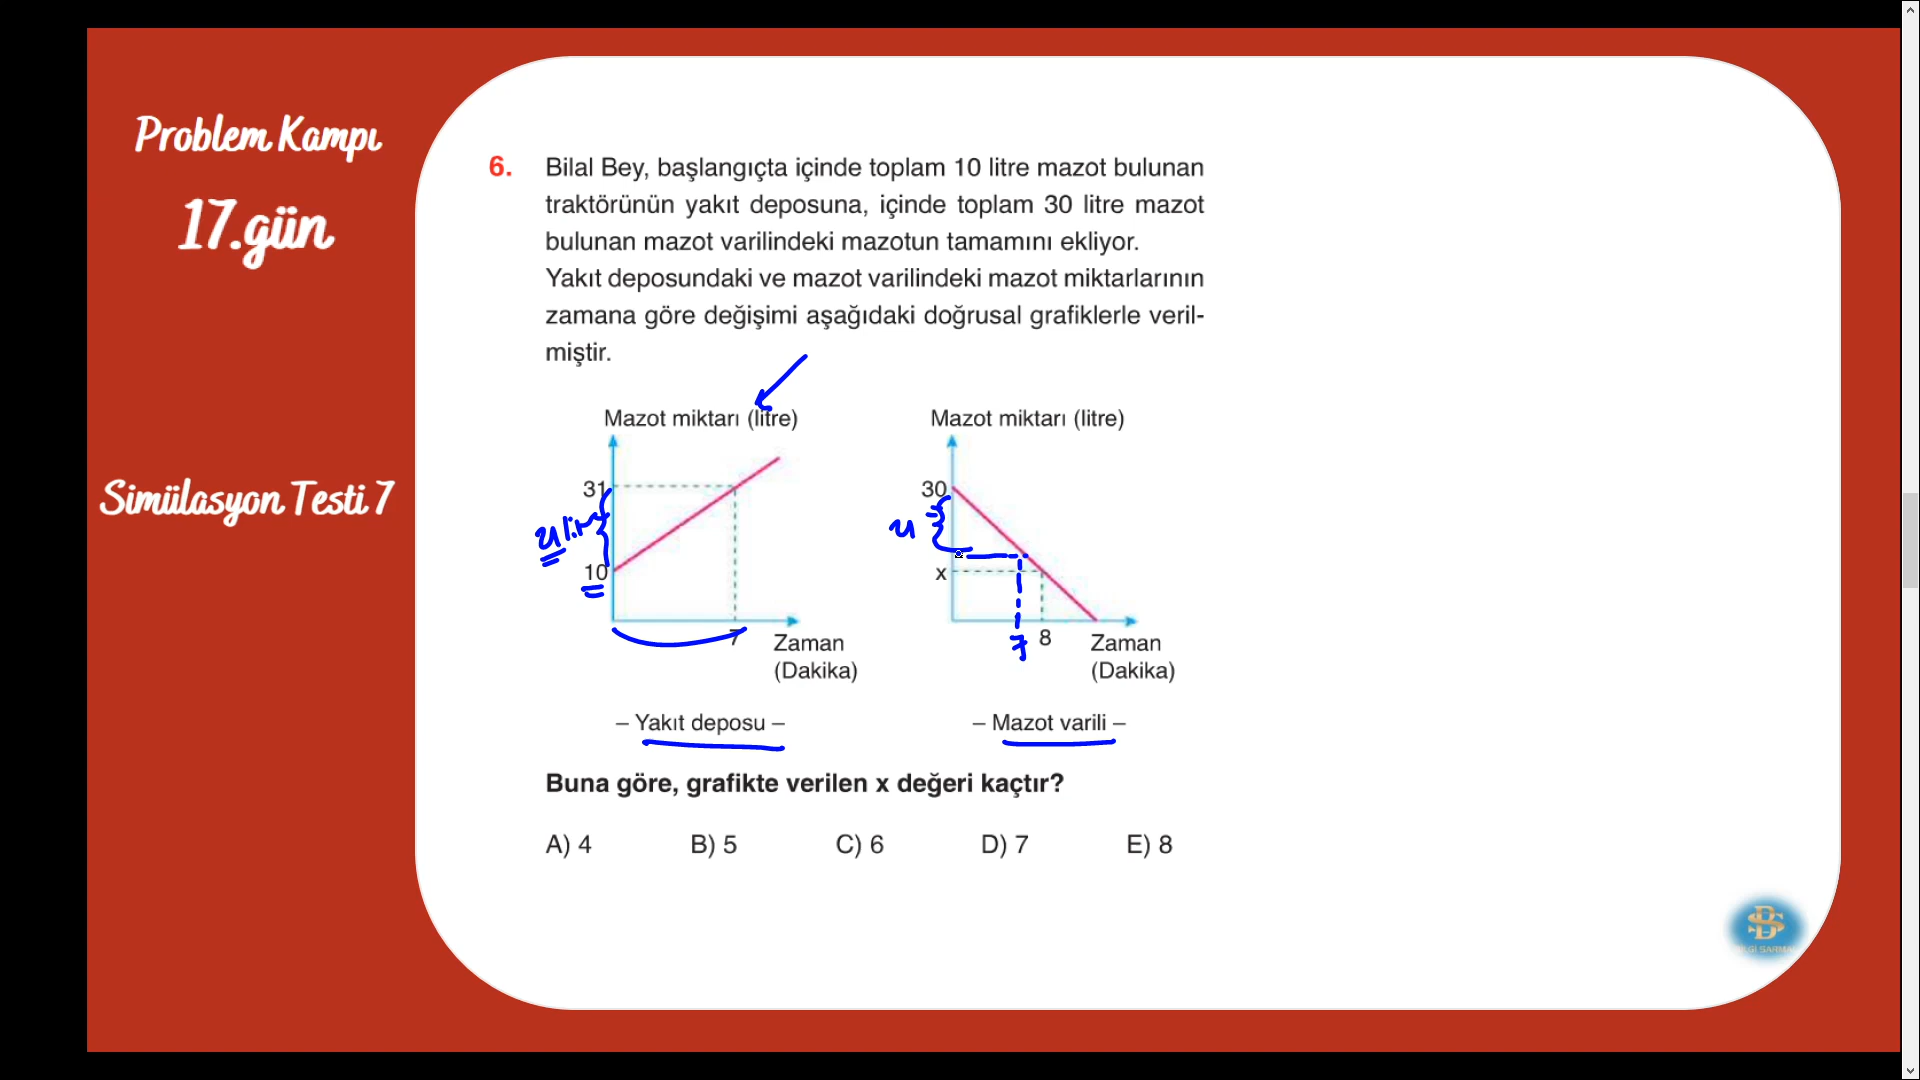 Problem Kampı
17.gün
Simülasyon Testi 7
6. Bilal Bey, başlangıçta içinde toplam 10 litre mazot bulunan
traktörünün yakıt deposuna, içinde toplam 30 litre mazot
bulunan mazot varilindeki mazotun tamamını ekliyor.
Yakıt deposundaki ve mazot varilindeki mazot miktarlarının
zamana göre değişimi aşağıdaki doğrusal grafiklerle veril-
miştir.
Mazot miktarı (litre)
31
21
10
7
Zaman
(Dakika)
– Yakıt deposu –
Mazot miktarı (litre)
30
21
x
7 8
Zaman
(Dakika)
– Mazot varili –
Buna göre, grafikte verilen x değeri kaçtır?
A) 4 B) 5 C) 6 D) 7 E) 8